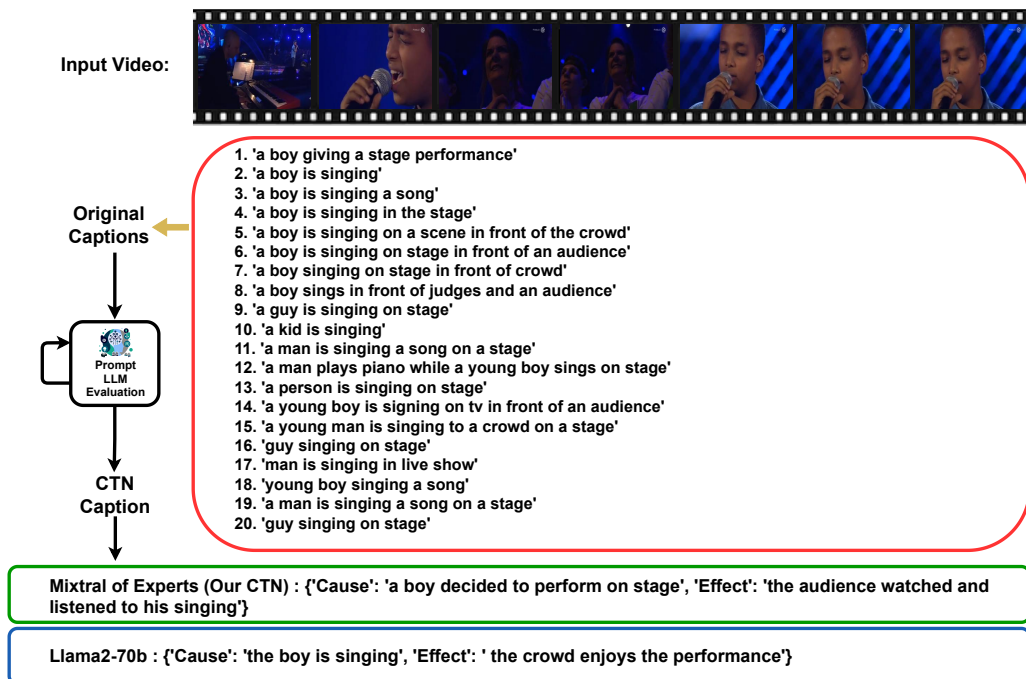 Input Video:
1. 'a boy giving a stage performance'
2. 'a boy is singing'
3. 'a boy is singing a song'
4. 'a boy is singing in the stage'
5. 'a boy is singing on a scene in front of the crowd'
6. 'a boy is singing on stage in front of an audience'
7. 'a boy singing on stage in front of crowd'
8. 'a boy sings in front of judges and an audience'
9. 'a guy is singing on stage'
10. 'a kid is singing'
11. 'a man is singing a song on a stage'
12. 'a man plays piano while a young boy sings on stage'
13. 'a person is singing on stage'
14. 'a young boy is signing on tv in front of an audience'
15. 'a young man is singing to a crowd on a stage'
16. 'guy singing on stage'
17. 'man is singing in live show'
18. 'young boy singing a song'
19. 'a man is singing a song on a stage'
20. 'guy singing on stage'
Original
Captions
Prompt
LLM
Evaluation
CTN
Caption
Mixtral of Experts (Our CTN) : {'Cause': 'a boy decided to perform on stage', 'Effect': 'the audience watched and
listened to his singing'}
Llama2-70b : {'Cause': 'the boy is singing', 'Effect': ' the crowd enjoys the performance'}